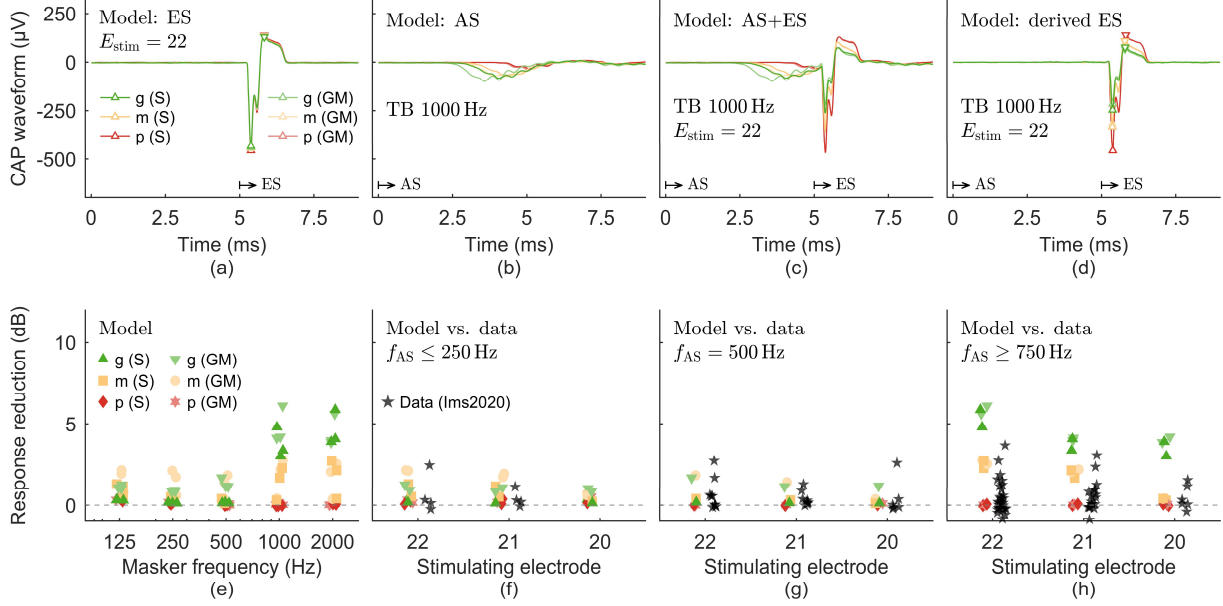 CAP waveform (µV)
250
0
-250
-500
Model: ES
E_stim = 22
g (S)
m (S)
p (S)
g (GM)
m (GM)
p (GM)
ES
0 2.5 5 7.5
Time (ms)
(a)
Model: AS
TB 1000 Hz
AS
0 2.5 5 7.5
Time (ms)
(b)
Model: AS+ES
TB 1000 Hz
E_stim = 22
AS
ES
0 2.5 5 7.5
Time (ms)
(c)
Model: derived ES
TB 1000 Hz
E_stim = 22
AS
ES
0 2.5 5 7.5
Time (ms)
(d)
Response reduction (dB)
10
5
0
Model
g (S)
m (S)
p (S)
g (GM)
m (GM)
p (GM)
125 250 500 1000 2000
Masker frequency (Hz)
(e)
Model vs. data
f_AS ≤ 250 Hz
Data (Ims2020)
22 21 20
Stimulating electrode
(f)
Model vs. data
f_AS = 500 Hz
22 21 20
Stimulating electrode
(g)
Model vs. data
f_AS ≥ 750 Hz
22 21 20
Stimulating electrode
(h)